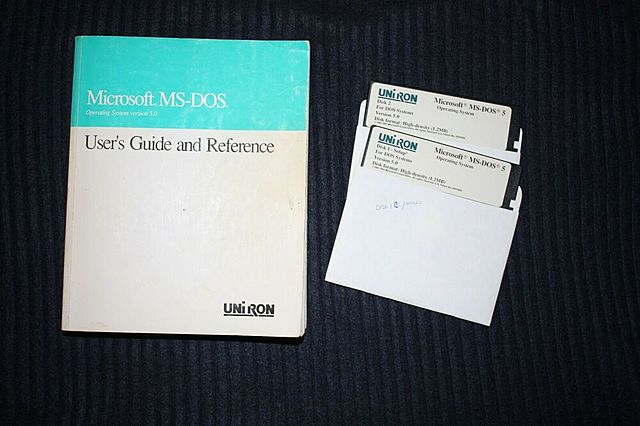 Microsoft® MS-DOS®
Operating System version 5.0
User's Guide and Reference
UNiRON
UNiRON
Microsoft® MS-DOS® 5
Disk 2
Operating System
For DOS Systems
Version 5.0
Disk format: High-density (1.2MB)
UNiRON
Microsoft® MS-DOS® 5
Disk 1 - Setup
Operating System
For DOS Systems
Version 5.0
Disk format: High-density (1.2MB)